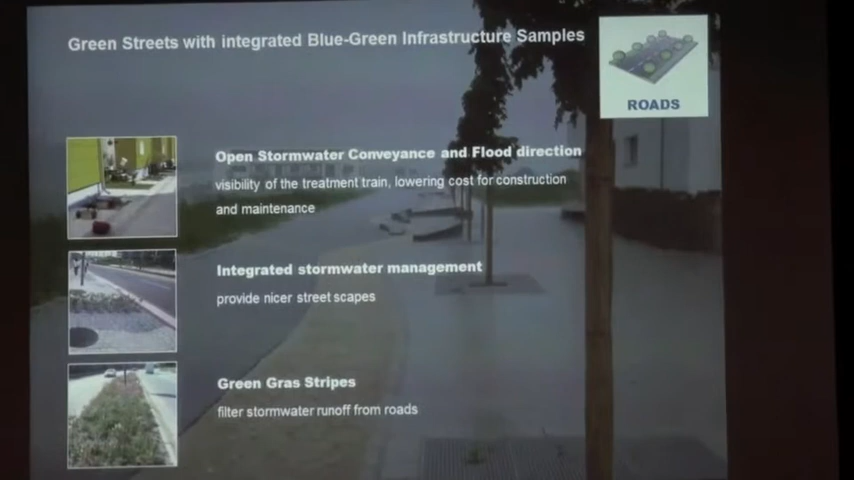 Green Streets with integrated Blue-Green Infrastructure Samples
ROADS
Open Stormwater Conveyance and Flood direction
visibility of the treatment train, lowering cost for construction
and maintenance
Integrated stormwater management
provide nicer street scapes
Green Gras Stripes
filter stormwater runoff from roads